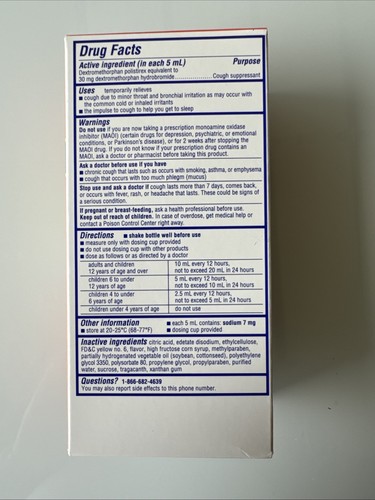 Drug Facts
Active ingredient (in each 5 mL) Purpose
Dextromethorphan polistirex equivalent to
30 mg dextromethorphan hydrobromide....................Cough suppressant
Uses temporarily relieves
■ cough due to minor throat and bronchial irritation as may occur with
the common cold or inhaled irritants
■ the impulse to cough to help you get to sleep
Warnings
Do not use if you are now taking a prescription monoamine oxidase
inhibitor (MAOI) (certain drugs for depression, psychiatric, or emotional
conditions, or Parkinson's disease), or for 2 weeks after stopping the
MAOI drug. If you do not know if your prescription drug contains an
MAOI, ask a doctor or pharmacist before taking this product.
Ask a doctor before use if you have
■ chronic cough that lasts such as occurs with smoking, asthma, or emphysema
■ cough that occurs with too much phlegm (mucus)
Stop use and ask a doctor if cough lasts more than 7 days, comes back,
or occurs with fever, rash, or headache that lasts. These could be signs of
a serious condition.
If pregnant or breast-feeding, ask a health professional before use.
Keep out of reach of children. In case of overdose, get medical help or
contact a Poison Control Center right away.
Directions ■ shake bottle well before use
■ measure only with dosing cup provided
■ do not use dosing cup with other products
■ dose as follows or as directed by a doctor
adults and children 10 mL every 12 hours,
12 years of age and over not to exceed 20 mL in 24 hours
children 6 to under 5 mL every 12 hours,
12 years of age not to exceed 10 mL in 24 hours
children 4 to under 2.5 mL every 12 hours,
6 years of age not to exceed 5 mL in 24 hours
children under 4 years of age do not use
Other information ■ each 5 mL contains: sodium 7 mg
■ store at 20-25°C (68-77°F) ■ dosing cup provided
Inactive ingredients citric acid, edetate disodium, ethylcellulose,
FD&C yellow no. 6, flavor, high fructose corn syrup, methylparaben,
partially hydrogenated vegetable oil (soybean, cottonseed), polyethylene
glycol 3350, polysorbate 80, propylene glycol, propylparaben, purified
water, sucrose, tragacanth, xanthan gum
Questions? 1-866-682-4639
You may also report side effects to this phone number.